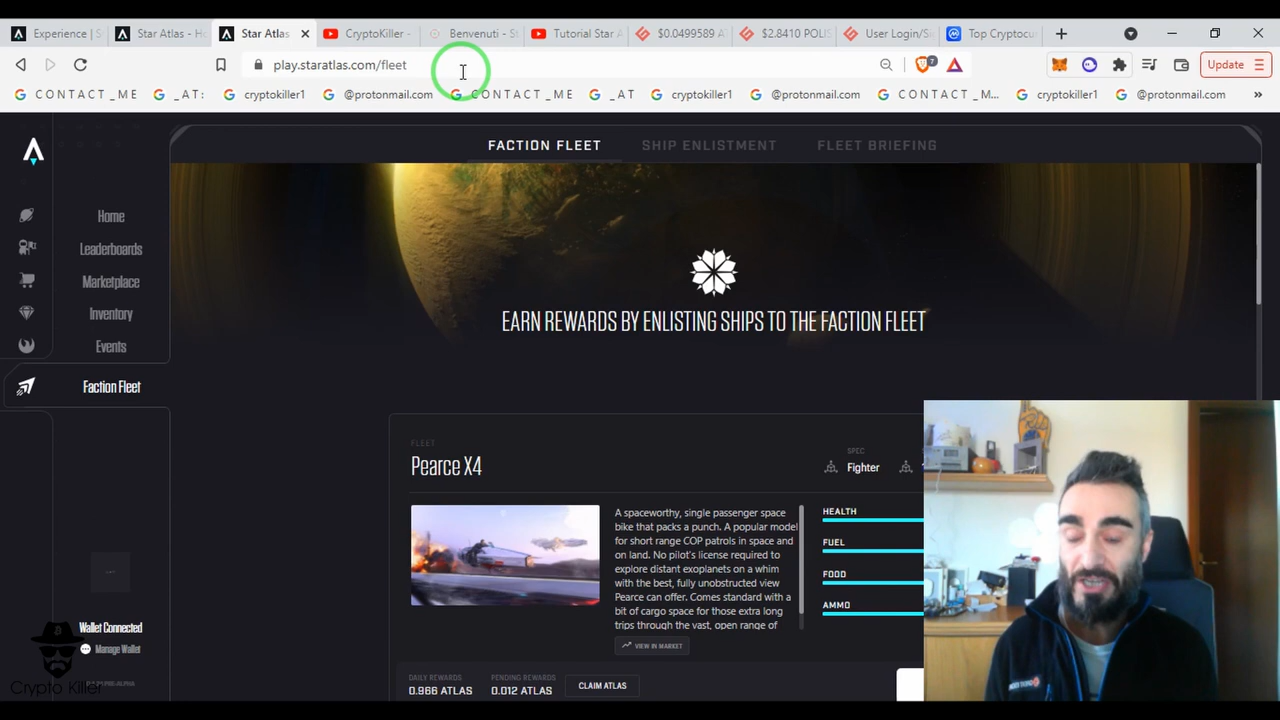 Experience | S
Star Atlas - Ho
Star Atlas
CryptoKiller -
Benvenuti - St
Tutorial Star A
$0.0499589 A
$2.8410 POLIS
User Login/Si
Top Cryptocu
play.staratlas.com/fleet
7
Update
C O N T A C T _ M E
_ A T :
cryptokiller1
@protonmail.com
C O N T A C T _ M E
_ A T
cryptokiller1
@protonmail.com
C O N T A C T _ M...
cryptokiller1
@protonmail.com
»
FACTION FLEET
SHIP ENLISTMENT
FLEET BRIEFING
Home
Leaderboards
Marketplace
Inventory
Events
Faction Fleet
EARN REWARDS BY ENLISTING SHIPS TO THE FACTION FLEET
FLEET
Pearce X4
SPEC
Fighter
A spaceworthy, single passenger space
bike that packs a punch. A popular model
for short range COP patrols in space and
on land. No pilot's license required to
explore distant exoplanets on a whim
with the best, fully unobstructed view
Pearce can offer. Comes standard with a
bit of cargo space for those extra long
trips through the vast, open range of
HEALTH
FUEL
FOOD
AMMO
VIEW IN MARKET
DAILY REWARDS
0.966 ATLAS
PENDING REWARDS
0.012 ATLAS
CLAIM ATLAS
Wallet Connected
Manage Wallet
Crypto Killer